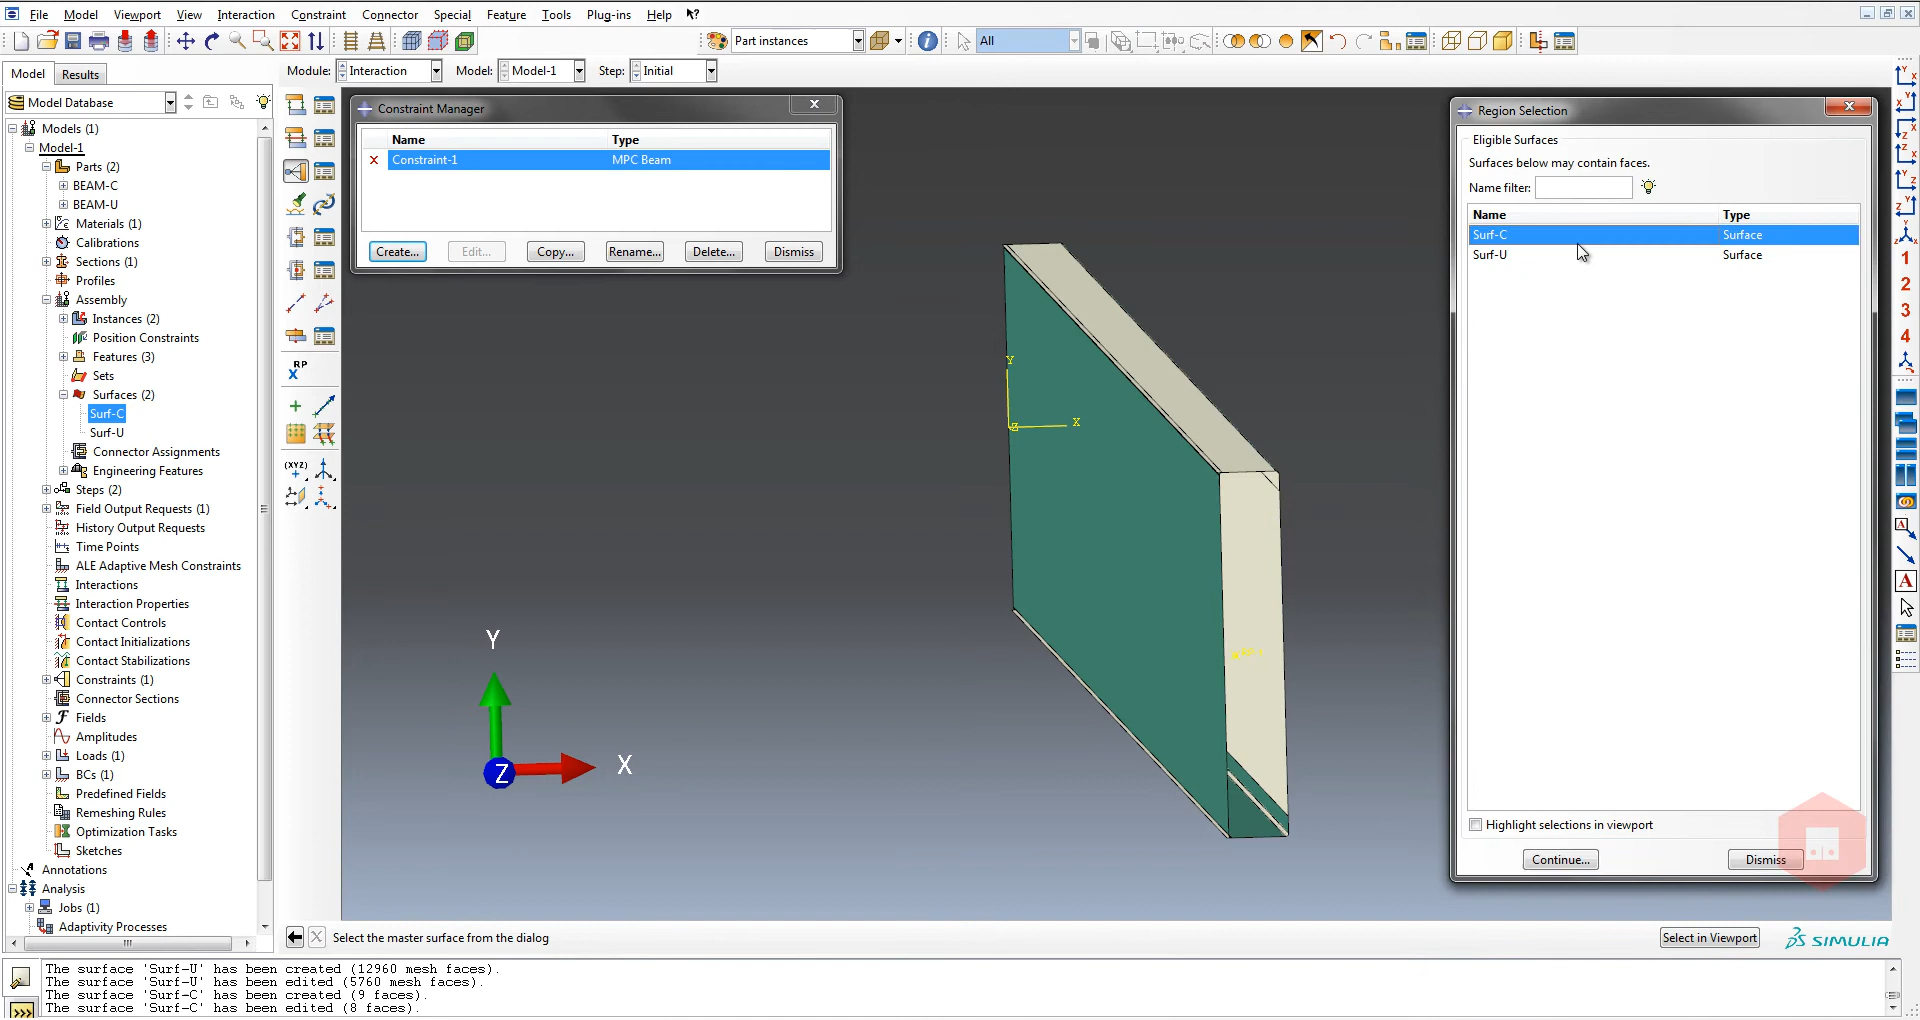 File Model Viewport View Interaction Constraint Connector Special Feature Tools Plug-ins Help
Part instances
All
Model Results
Module: Interaction Model: Model-1 Step: Initial
Model Database
Models (1)
Model-1
Parts (2)
BEAM-C
BEAM-U
Materials (1)
Calibrations
Sections (1)
Profiles
Assembly
Instances (2)
Position Constraints
Features (3)
Sets
Surfaces (2)
Surf-C
Surf-U
Connector Assignments
Engineering Features
Steps (2)
Field Output Requests (1)
History Output Requests
Time Points
ALE Adaptive Mesh Constraints
Interactions
Interaction Properties
Contact Controls
Contact Initializations
Contact Stabilizations
Constraints (1)
Connector Sections
Fields
Amplitudes
Loads (1)
BCs (1)
Predefined Fields
Remeshing Rules
Optimization Tasks
Sketches
Annotations
Analysis
Jobs (1)
Adaptivity Processes
RP
(XYZ)
Constraint Manager
Name Type
X Constraint-1 MPC Beam
Create... Edit... Copy... Rename... Delete... Dismiss
Y
X
Z
Y
X
Z
Region Selection
Eligible Surfaces
Surfaces below may contain faces.
Name filter:
Name Type
Surf-C Surface
Surf-U Surface
Highlight selections in viewport
Continue... Dismiss
1
2
3
4
A
Select the master surface from the dialog
Select in Viewport
SIMULIA
The surface 'Surf-U' has been created (12960 mesh faces).
The surface 'Surf-U' has been edited (5760 mesh faces).
The surface 'Surf-C' has been created (9 faces).
The surface 'Surf-C' has been edited (8 faces).
>>>